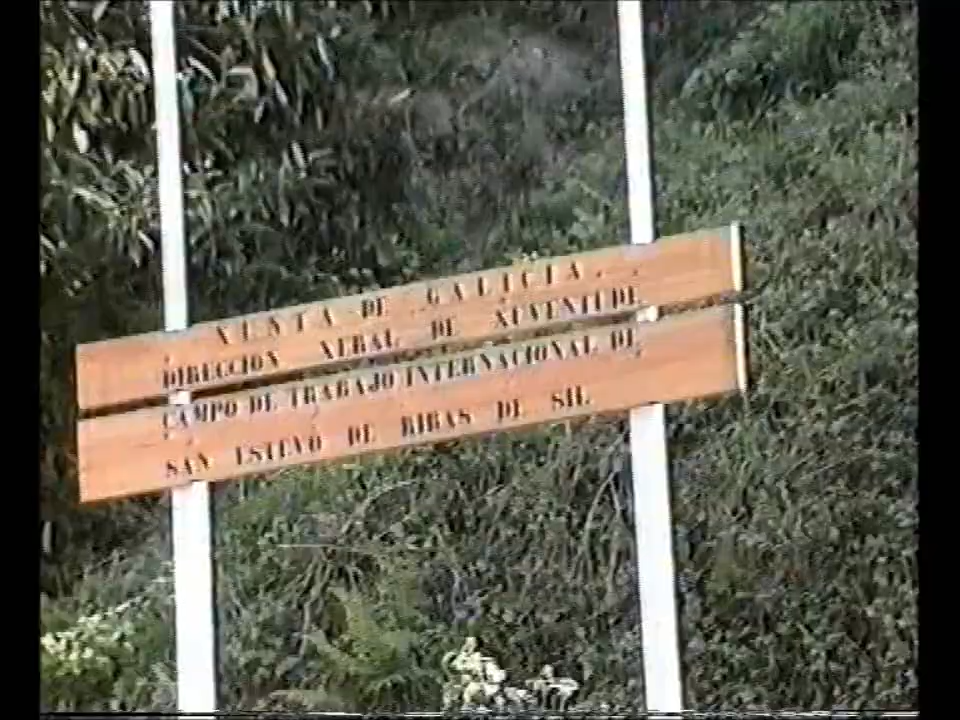 XUNTA DE GALICIA
DIRECCION XERAL DE XUVENTUDE
CAMPO DE TRABAJO INTERNACIONAL DE
SAN ESTEVO DE RIBAS DE SIL